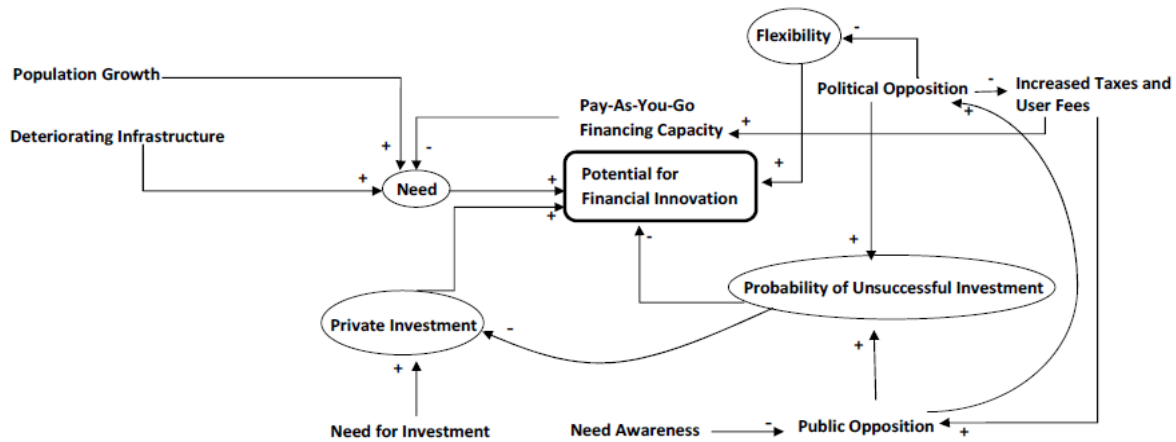 Flexibility
-
Population Growth
Political Opposition
-
Increased Taxes and
User Fees
+
Pay-As-You-Go
Financing Capacity
+
Deteriorating Infrastructure
+
-
+
+
Need
+
+
Potential for
Financial Innovation
-
+
Probability of Unsuccessful Investment
Private Investment
-
+
+
Need for Investment
Need Awareness
-
Public Opposition
+